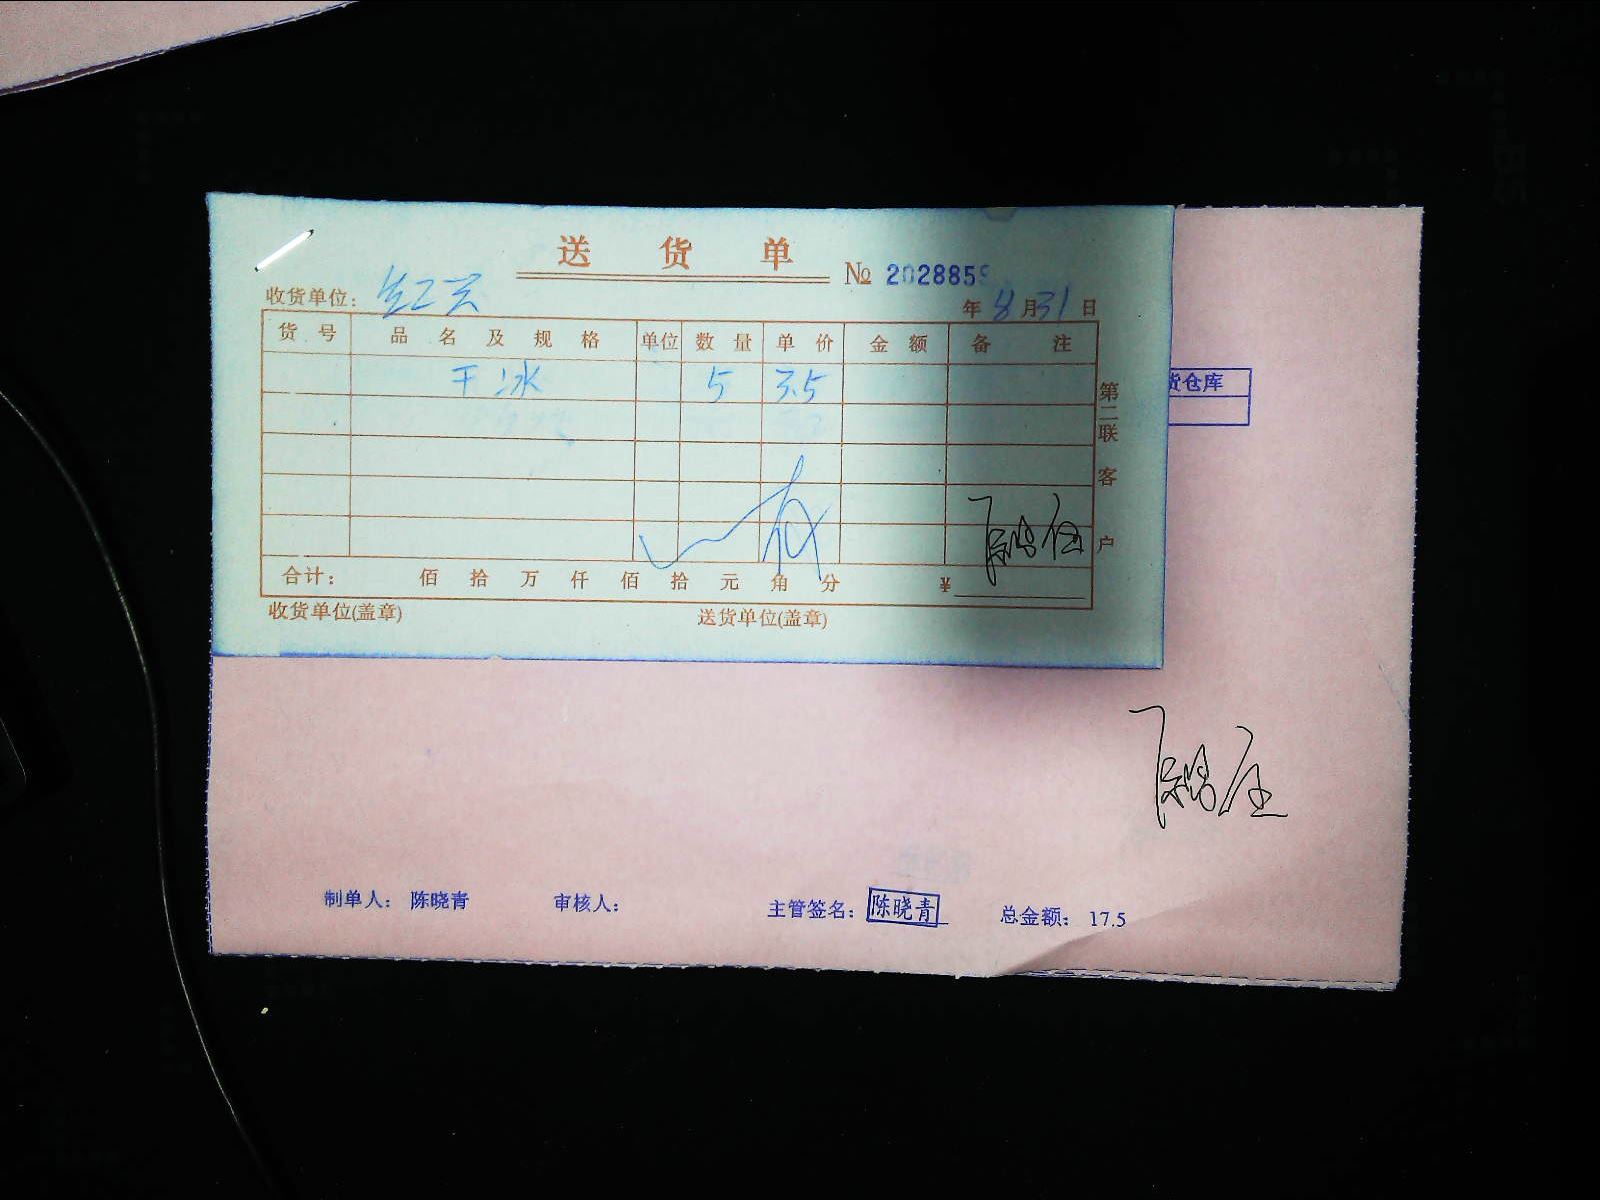 送 货 单
№ 2028859
收货单位：红云
年 8 月 31 日
货 号 品 名 及 规 格 单位 数 量 单 价 金 额 备 注
干冰 5 3.5
第二联 客户
合计： 佰 拾 万 仟 佰 拾 元 角 分 ¥
收货单位(盖章) 送货单位(盖章)
货仓库
制单人： 陈晓青 审核人： 主管签名： 陈晓青 总金额： 17.5